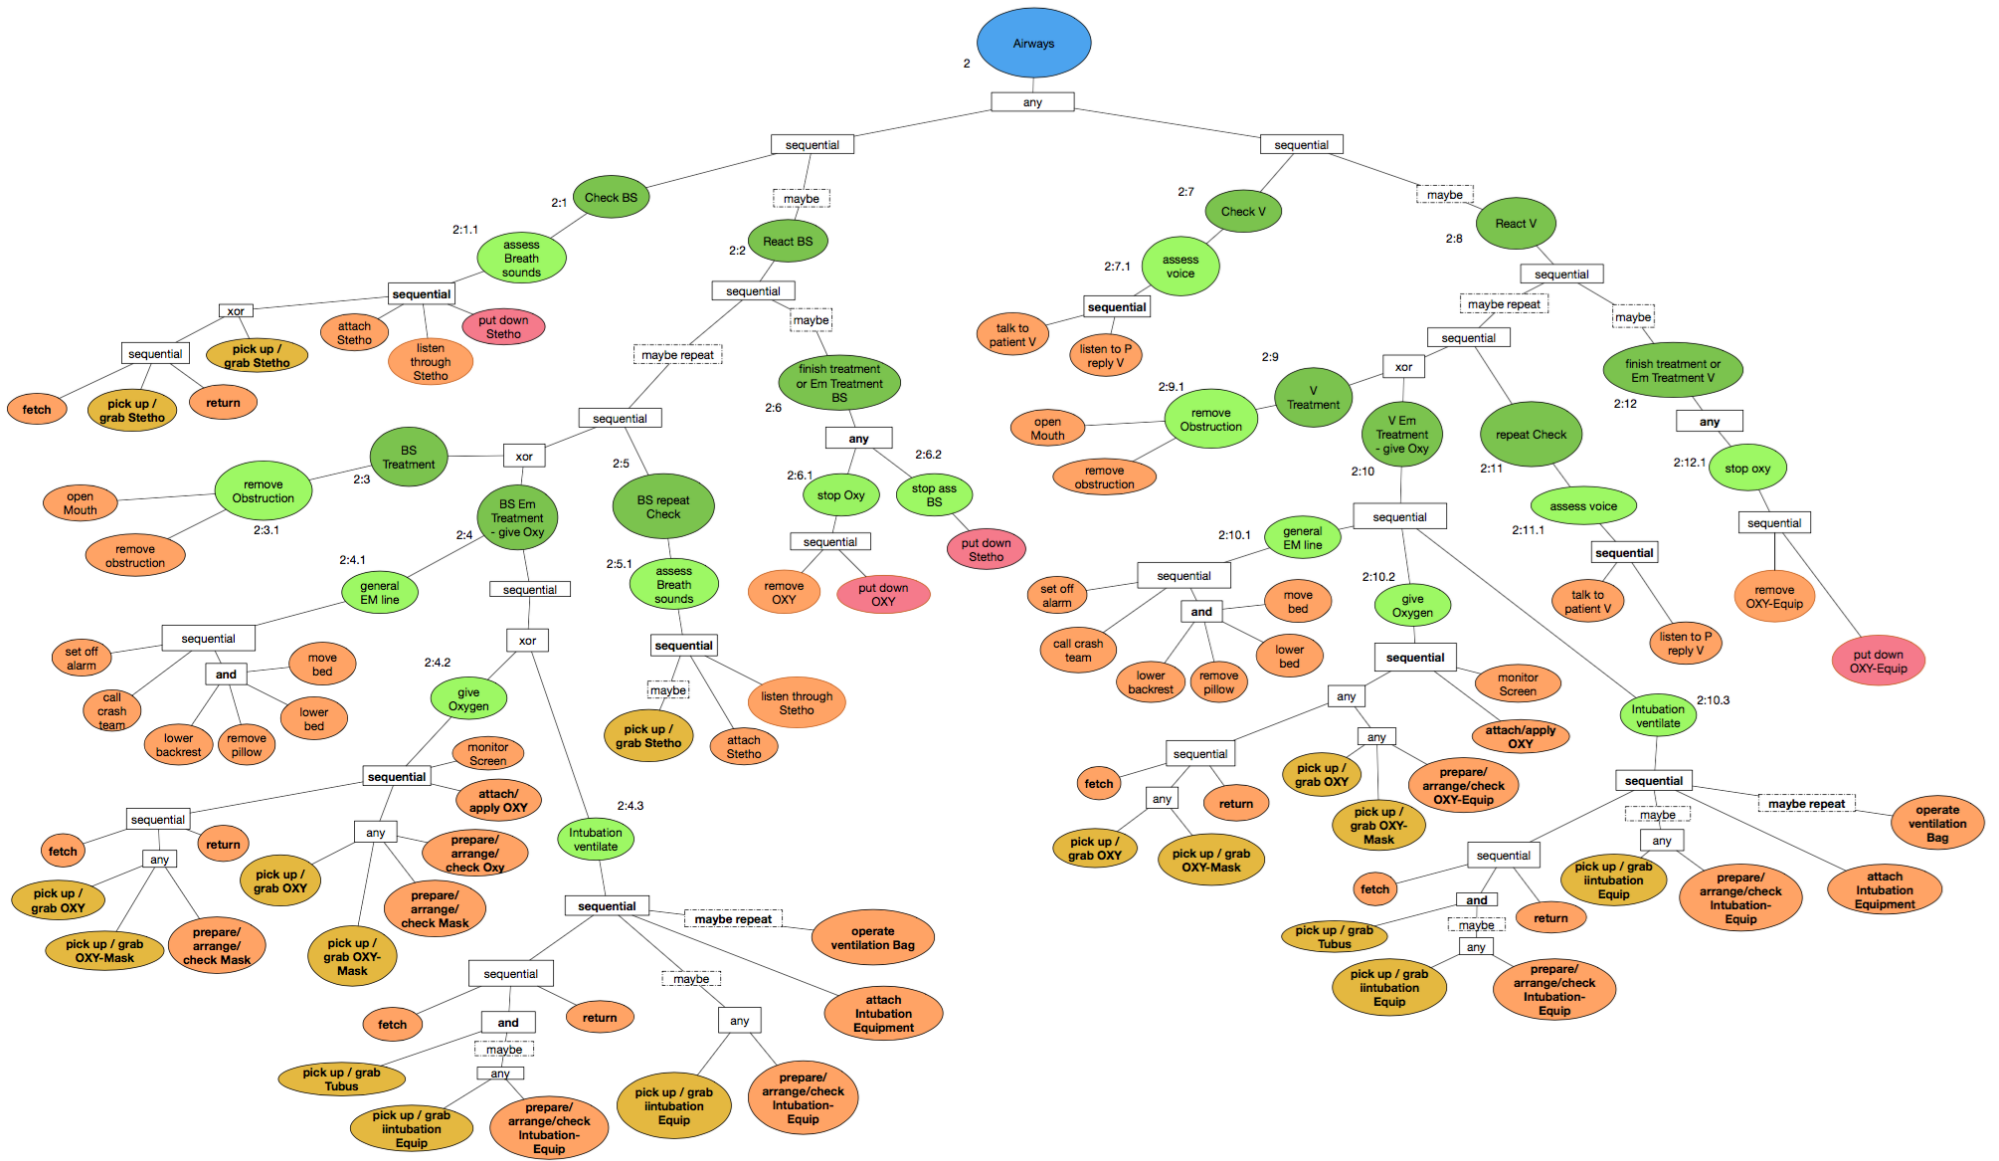 Airways
2
any
sequential
sequential
2:1
Check BS
maybe
2:7
Check V
maybe
React V
2:8
2:1.1
assess
Breath
sounds
2:2
React BS
2:7.1
assess
voice
sequential
sequential
xor
sequential
attach
Stetho
listen
through
Stetho
put down
Stetho
sequential
pick up /
grab Stetho
fetch
pick up /
grab Stetho
return
maybe
maybe repeat
finish treatment
or Em Treatment
BS
2:6
sequential
talk to
patient V
listen to P
reply V
maybe repeat
maybe
sequential
2:9
xor
finish treatment or
Em Treatment V
2:12
any
sequential
2:9.1
remove
Obstruction
V
Treatment
V Em
Treatment
- give Oxy
2:10
repeat Check
2:11
open
Mouth
remove
obstruction
2:12.1
stop oxy
BS
Treatment
2:3
xor
2:5
any
2:6.1
2:6.2
stop Oxy
stop ass
BS
remove
Obstruction
2:3.1
open
Mouth
remove
obstruction
BS Em
Treatment
- give Oxy
2:4
BS repeat
Check
sequential
put down
Stetho
remove
OXY
put down
OXY
sequential
assess voice
2:11.1
sequential
sequential
talk to
patient V
listen to P
reply V
remove
OXY-Equip
put down
OXY-Equip
2:4.1
general
EM line
sequential
2:5.1
assess
Breath
sounds
2:10.1
general
EM line
2:10.2
give
Oxygen
set off
alarm
sequential
call crash
team
and
move
bed
lower
bed
lower
backrest
remove
pillow
set off
alarm
sequential
call
crash
team
and
move
bed
lower
bed
lower
backrest
remove
pillow
xor
2:4.2
give
Oxygen
sequential
maybe
pick up /
grab Stetho
attach
Stetho
listen through
Stetho
sequential
any
monitor
Screen
attach/apply
OXY
Intubation
ventilate
2:10.3
sequential
any
fetch
any
return
pick up /
grab OXY
pick up / grab
OXY-Mask
pick up /
grab OXY
pick up /
grab OXY-
Mask
prepare/
arrange/check
OXY-Equip
sequential
monitor
Screen
attach/
apply OXY
2:4.3
Intubation
ventilate
sequential
fetch
any
return
pick up /
grab OXY
pick up / grab
OXY-Mask
prepare/
arrange/
check Mask
any
pick up /
grab OXY
pick up /
grab OXY-
Mask
prepare/
arrange/
check Mask
prepare/
arrange/
check Oxy
sequential
maybe repeat
operate
ventilation
Bag
maybe
any
sequential
fetch
and
maybe
any
return
pick up / grab
Tubus
pick up / grab
iintubation
Equip
prepare/
arrange/check
Intubation-
Equip
pick up / grab
iintubation
Equip
prepare/
arrange/check
Intubation-
Equip
attach
Intubation
Equipment
sequential
maybe repeat
operate
ventilation Bag
sequential
maybe
attach
Intubation
Equipment
fetch
and
return
any
maybe
any
pick up / grab
Tubus
pick up / grab
iintubation
Equip
prepare/
arrange/check
Intubation-
Equip
pick up / grab
iintubation
Equip
prepare/
arrange/check
Intubation-
Equip